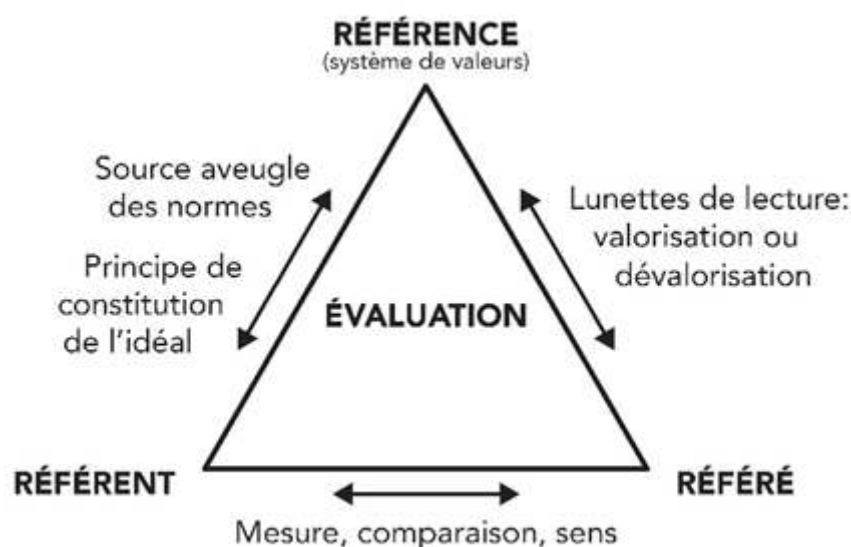 RÉFÉRENCE
(système de valeurs)
Source aveugle
des normes
Principe de
constitution
de l'idéal
Lunettes de lecture:
valorisation ou
dévalorisation
ÉVALUATION
RÉFÉRENT
RÉFÉRÉ
Mesure, comparaison, sens